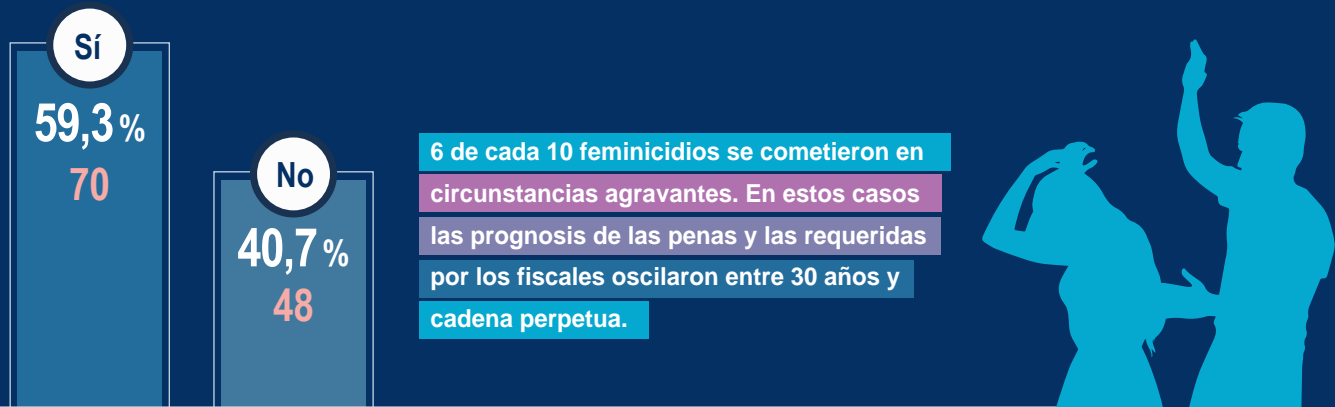 Sí
59,3 %
70
No
40,7 %
48
6 de cada 10 feminicidios se cometieron en
circunstancias agravantes. En estos casos
las prognosis de las penas y las requeridas
por los fiscales oscilaron entre 30 años y
cadena perpetua.